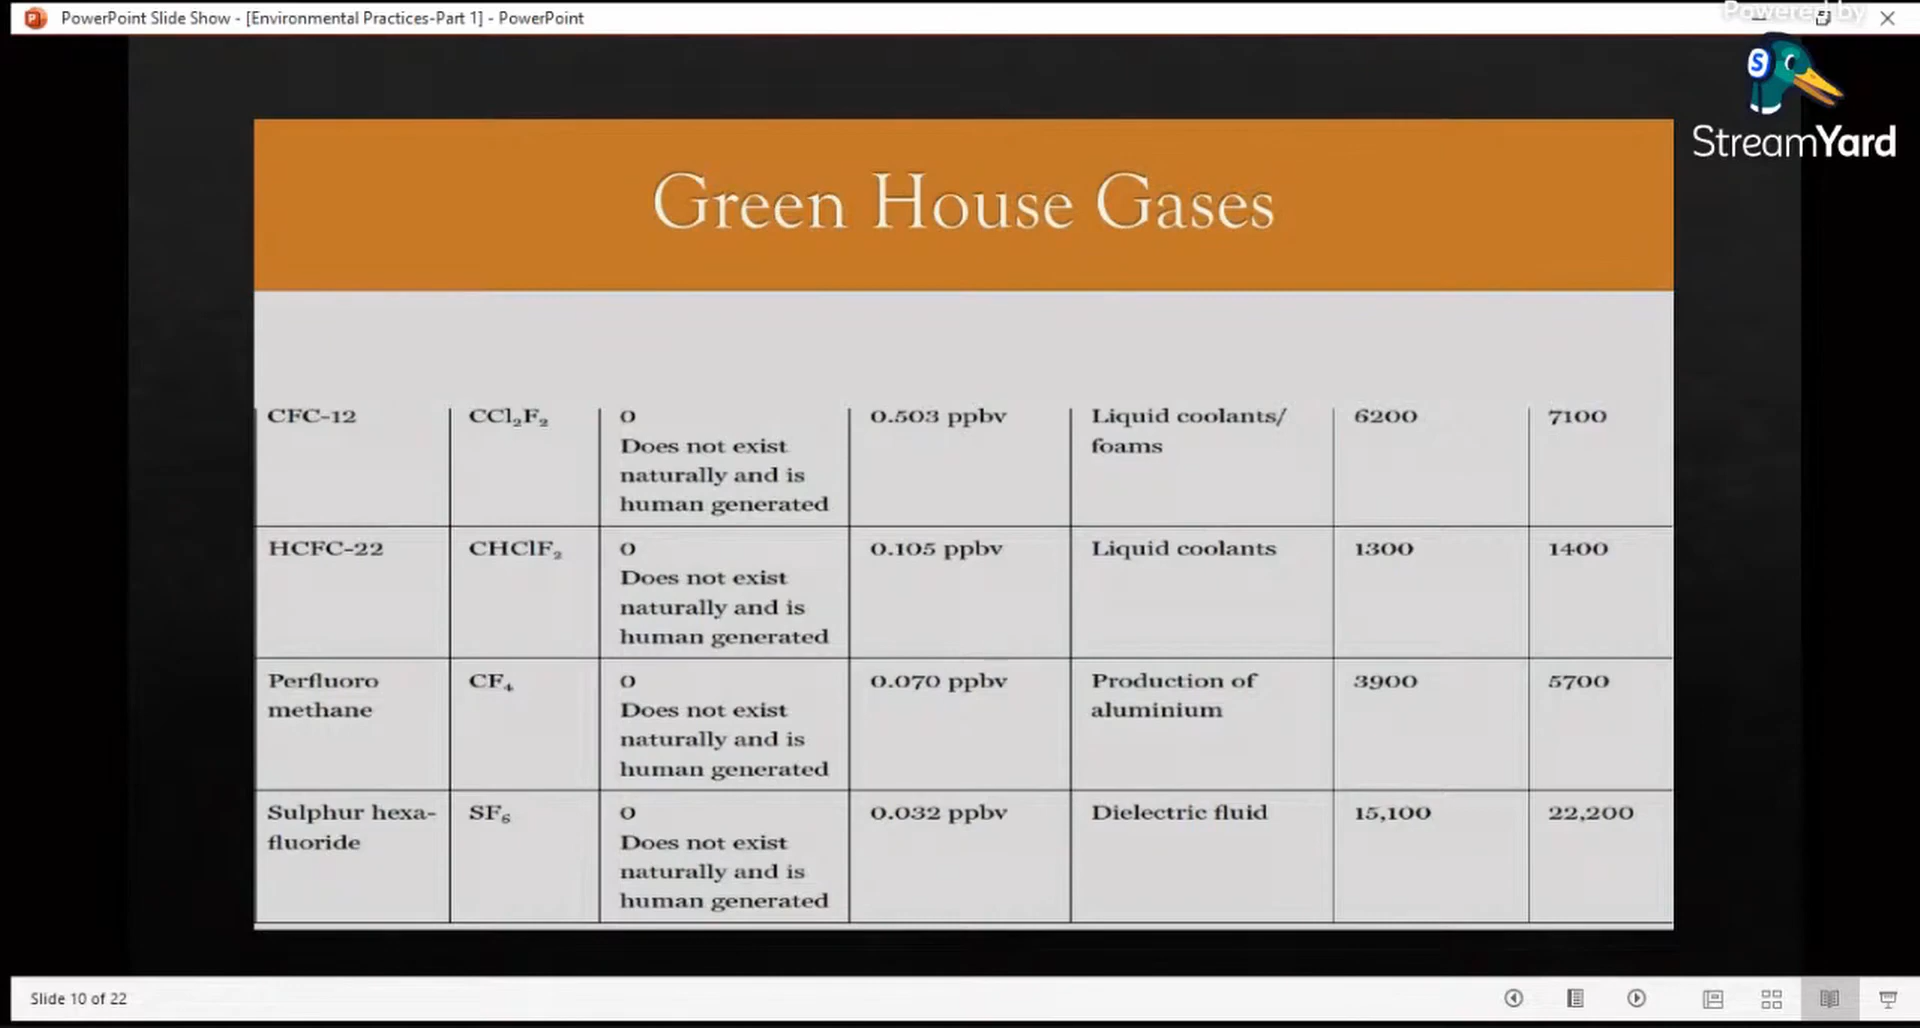 PowerPoint Slide Show - [Environmental Practices-Part 1] - PowerPoint
Powered by
StreamYard
Green House Gases
CFC-12 CCl₂F₂ 0 0.503 ppbv Liquid coolants/ 6200 7100
Does not exist foams
naturally and is
human generated
HCFC-22 CHClF₂ 0 0.105 ppbv Liquid coolants 1300 1400
Does not exist
naturally and is
human generated
Perfluoro CF₄ 0 0.070 ppbv Production of 3900 5700
methane Does not exist aluminium
naturally and is
human generated
Sulphur hexa- SF₆ 0 0.032 ppbv Dielectric fluid 15,100 22,200
fluoride Does not exist
naturally and is
human generated
Slide 10 of 22